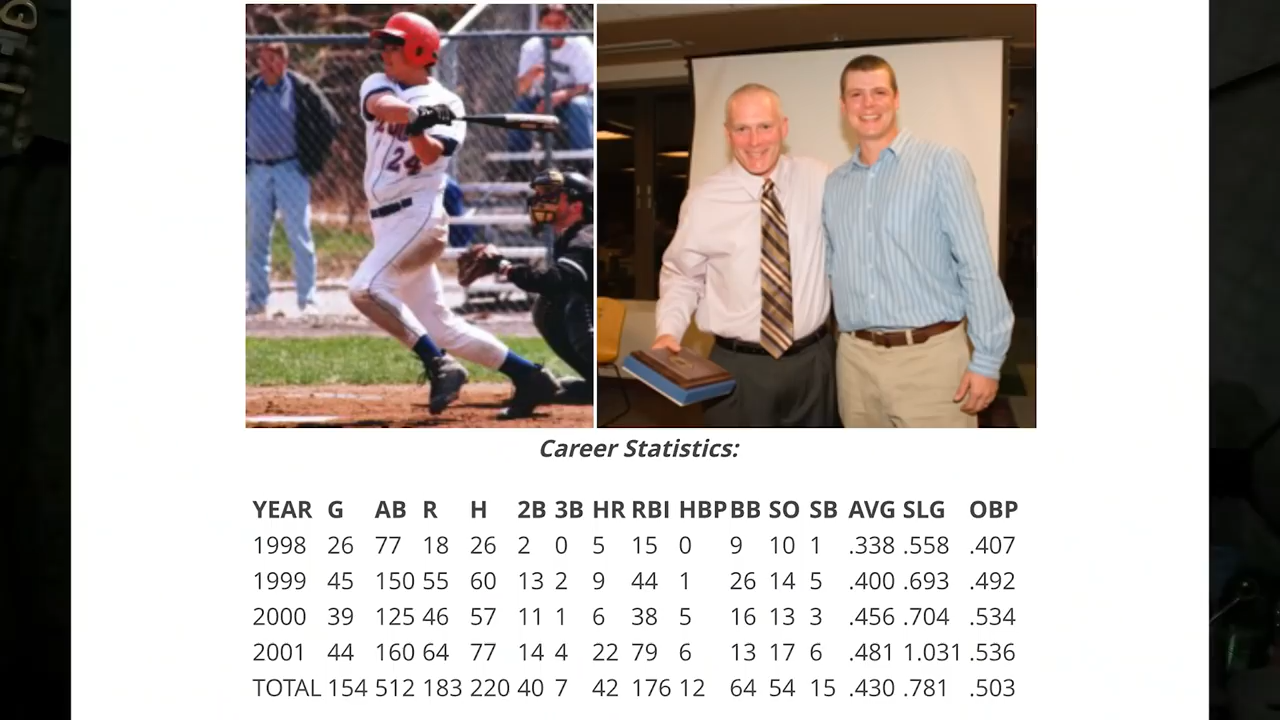 24
Career Statistics:
YEAR G AB R H 2B 3B HR RBI HBP BB SO SB AVG SLG OBP
1998 26 77 18 26 2 0 5 15 0 9 10 1 .338 .558 .407
1999 45 150 55 60 13 2 9 44 1 26 14 5 .400 .693 .492
2000 39 125 46 57 11 1 6 38 5 16 13 3 .456 .704 .534
2001 44 160 64 77 14 4 22 79 6 13 17 6 .481 1.031 .536
TOTAL 154 512 183 220 40 7 42 176 12 64 54 15 .430 .781 .503